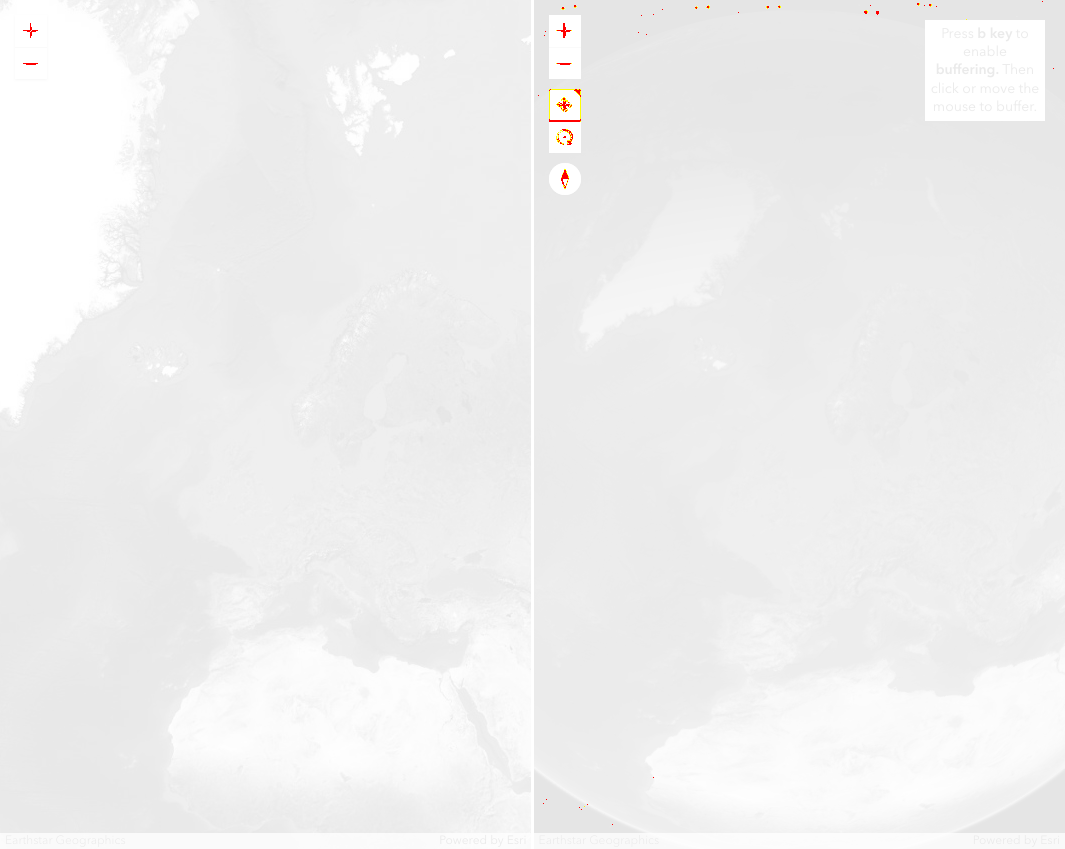 Press b key to
enable
buffering. Then
click or move the
mouse to buffer.
Earthstar Geographics
Powered by Esri
Earthstar Geographics
Powered by Esri